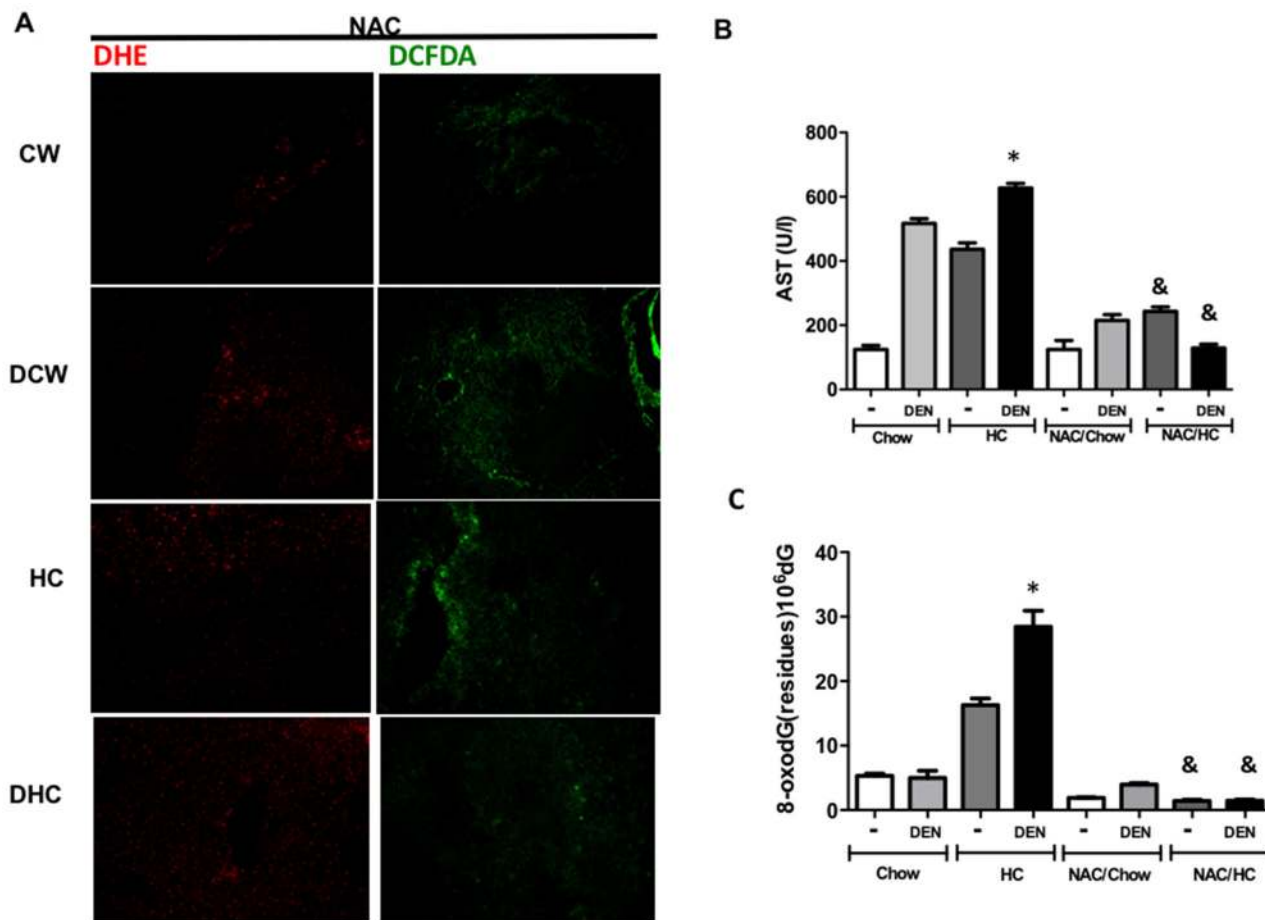 A
NAC
DHE DCFDA
CW
DCW
HC
DHC
B
AST (U/l)
800
600
400
200
0
*
&
&
- DEN - DEN - DEN - DEN
Chow HC NAC/Chow NAC/HC
C
8-oxodG(residues)10⁶dG
40
30
20
10
0
*
& &
- DEN - DEN - DEN - DEN
Chow HC NAC/Chow NAC/HC